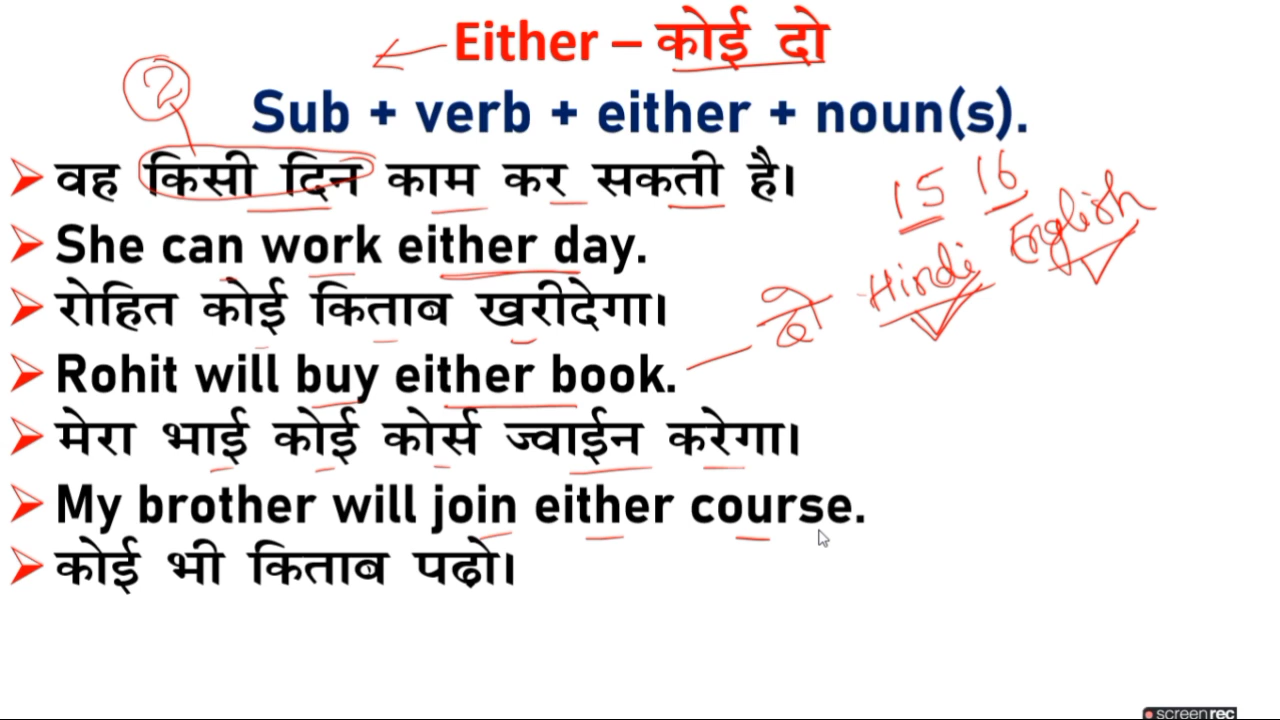 Either – कोई दो
2
Sub + verb + either + noun(s).
वह किसी दिन काम कर सकती है।
15 16
She can work either day.
Hindi English
रोहित कोई किताब खरीदेगा।
दो
Rohit will buy either book.
मेरा भाई कोई कोर्स ज्वाईन करेगा।
My brother will join either course.
कोई भी किताब पढो।
screenrec